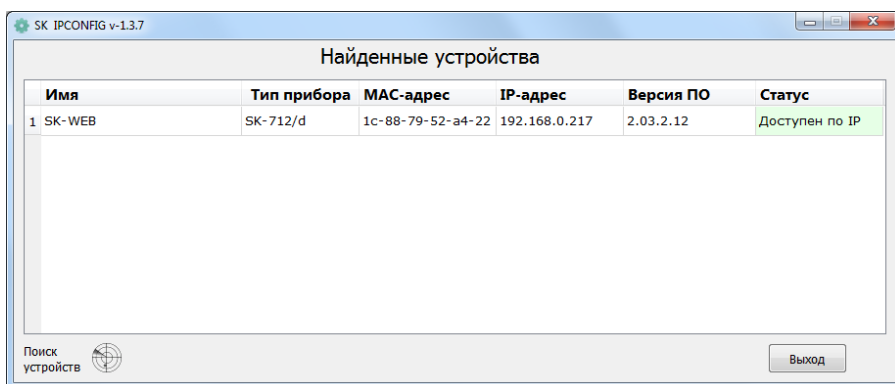 SK IPCONFIG v-1.3.7
Найденные устройства
Имя Тип прибора MAC-адрес IP-адрес Версия ПО Статус
1 SK-WEB SK-712/d 1c-88-79-52-a4-22 192.168.0.217 2.03.2.12 Доступен по IP
Поиск
устройств
Выход